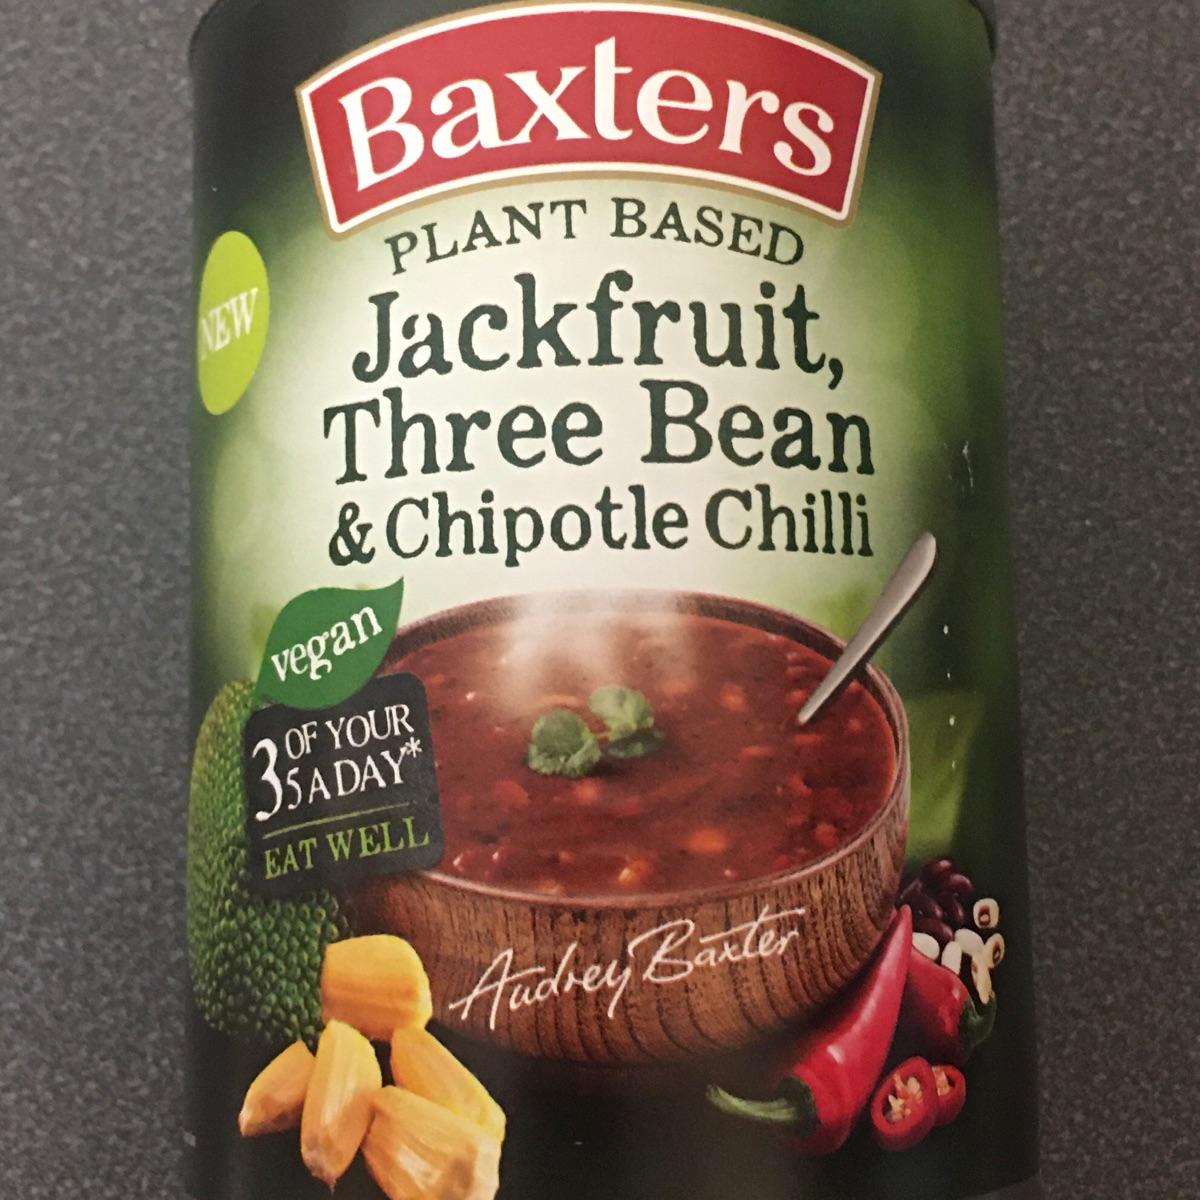 Baxters
PLANT BASED
NEW
Jackfruit,
Three Bean
& Chipotle Chilli
vegan
3 OF YOUR
5 A DAY*
EAT WELL
Audrey Baxter